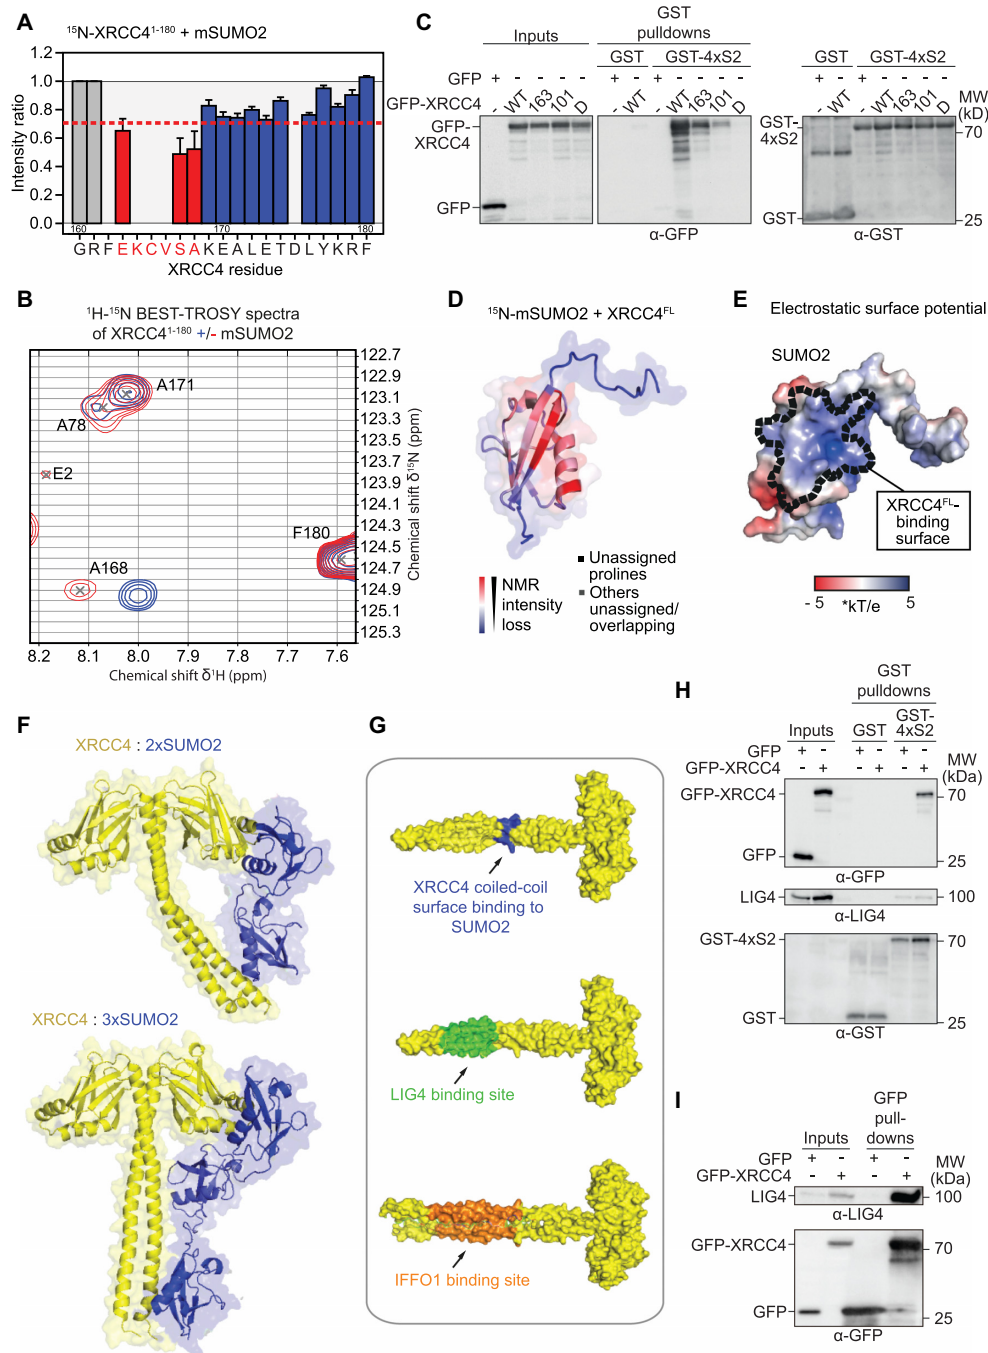 A
¹⁵N-XRCC4¹⁻¹⁸⁰ + mSUMO2
Intensity ratio
1.2
1.0
0.8
0.6
0.4
0.2
0.0
160 170 180
G R F E K C V S A K E A L E T D L Y K R F
XRCC4 residue
B
¹H-¹⁵N BEST-TROSY spectra
of XRCC4¹⁻¹⁸⁰ +/- mSUMO2
A171
A78
E2
F180
A168
122.7
122.9
123.1
123.3
123.5
123.7
123.9
124.1
124.3
124.5
124.7
124.9
125.1
125.3
Chemical shift δ¹⁵N (ppm)
8.2 8.1 8.0 7.9 7.8 7.7 7.6
Chemical shift δ¹H (ppm)
C
GST
pulldowns
Inputs
GST GST-4xS2
GST GST-4xS2
GFP + - - - - + - + - - - - + - - - - -
GFP-XRCC4 - WT 163 101 D - WT - WT 163 101 D - WT WT 163 101 D
MW
(kD)
GFP-
XRCC4
GFP
α-GFP
GST-
4xS2
GST
70
25
α-GST
D
¹⁵N-mSUMO2 + XRCC4^FL
NMR
intensity
loss
Unassigned
prolines
Others
unassigned/
overlapping
E
Electrostatic surface potential
SUMO2
XRCC4^FL-
binding
surface
- 5 *kT/e 5
F
XRCC4 : 2xSUMO2
XRCC4 : 3xSUMO2
G
XRCC4 coiled-coil
surface binding to
SUMO2
LIG4 binding site
IFFO1 binding site
H
GST
pulldowns
Inputs GST GST-
4xS2
GFP + - + - + -
GFP-XRCC4 - + - + - +
MW
(kDa)
GFP-XRCC4
70
GFP
25
α-GFP
LIG4
100
α-LIG4
GST-4xS2
70
GST
25
α-GST
I
GFP
pull-
downs
Inputs
GFP + - + -
GFP-XRCC4 - + - +
MW
(kDa)
LIG4
100
α-LIG4
GFP-XRCC4
70
GFP
25
α-GFP